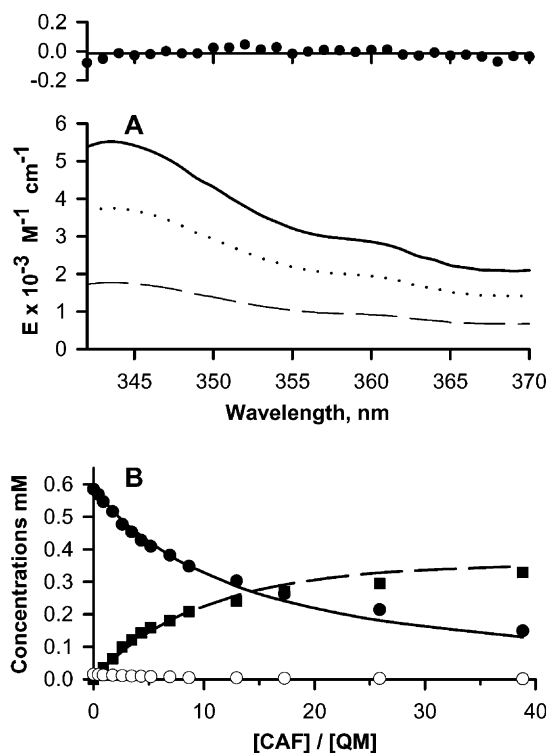 0.2
0.0
-0.2
A
6
5
4
3
2
1
0
E x 10⁻³ M⁻¹ cm⁻¹
345 350 355 360 365 370
Wavelength, nm
B
0.6
0.5
0.4
0.3
0.2
0.1
0.0
Concentrations mM
0 10 20 30 40
[CAF] / [QM]